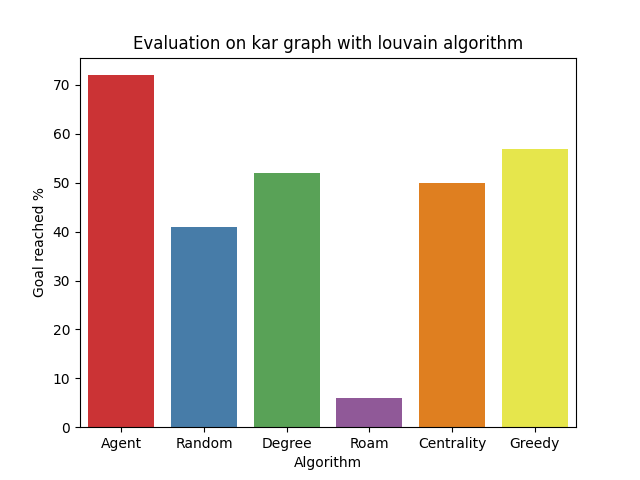 Evaluation on kar graph with louvain algorithm
Goal reached %
70
60
50
40
30
20
10
0
Agent Random Degree Roam Centrality Greedy
Algorithm